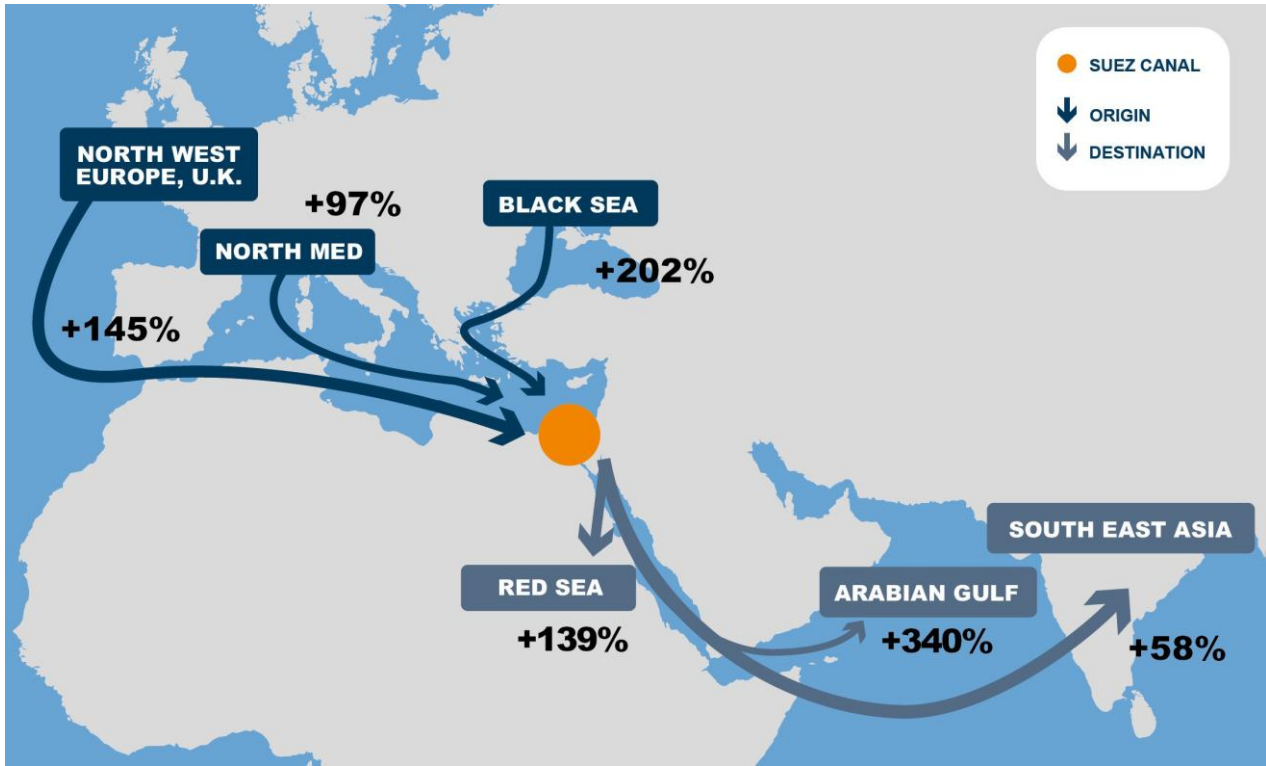 SUEZ CANAL
ORIGIN
DESTINATION
NORTH WEST
EUROPE, U.K.
+145%
NORTH MED
+97%
BLACK SEA
+202%
RED SEA
+139%
ARABIAN GULF
+340%
SOUTH EAST ASIA
+58%